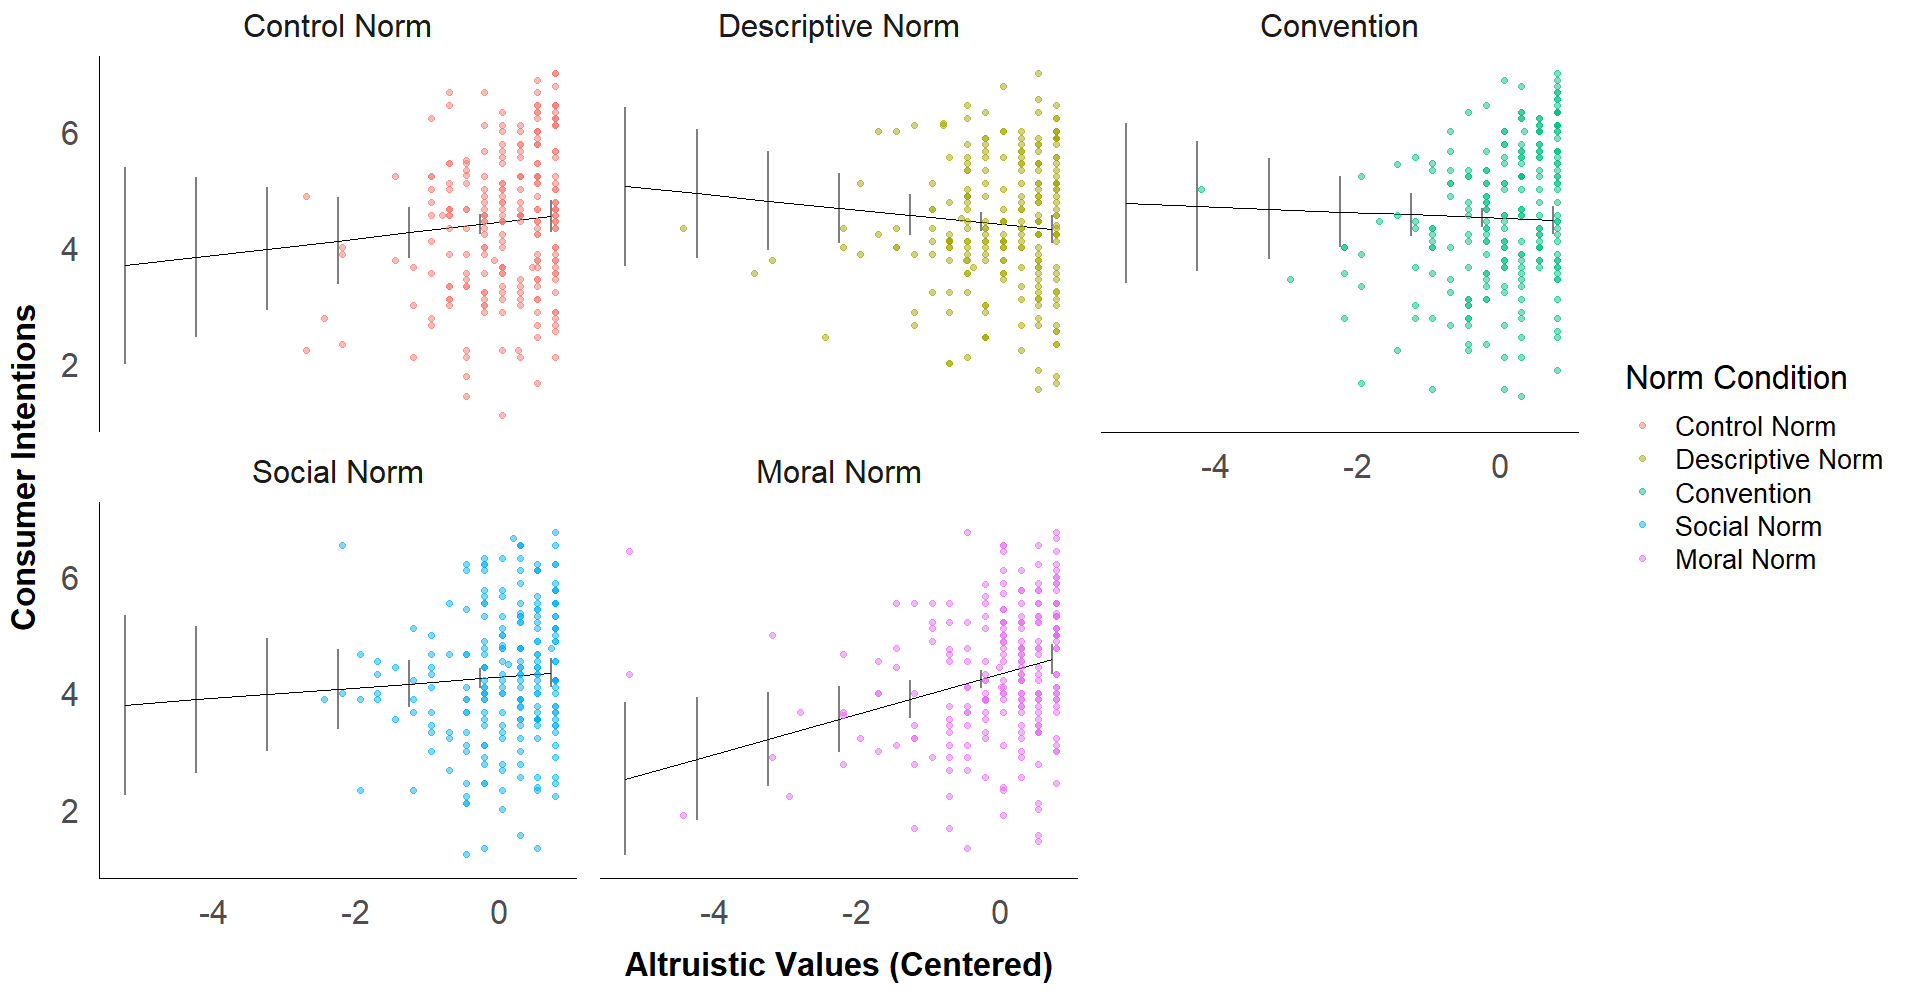 Control Norm
Descriptive Norm
Convention
6
4
2
-4 -2 0
Social Norm
Moral Norm
6
4
2
-4 -2 0
-4 -2 0
Consumer Intentions
Altruistic Values (Centered)
Norm Condition
Control Norm
Descriptive Norm
Convention
Social Norm
Moral Norm